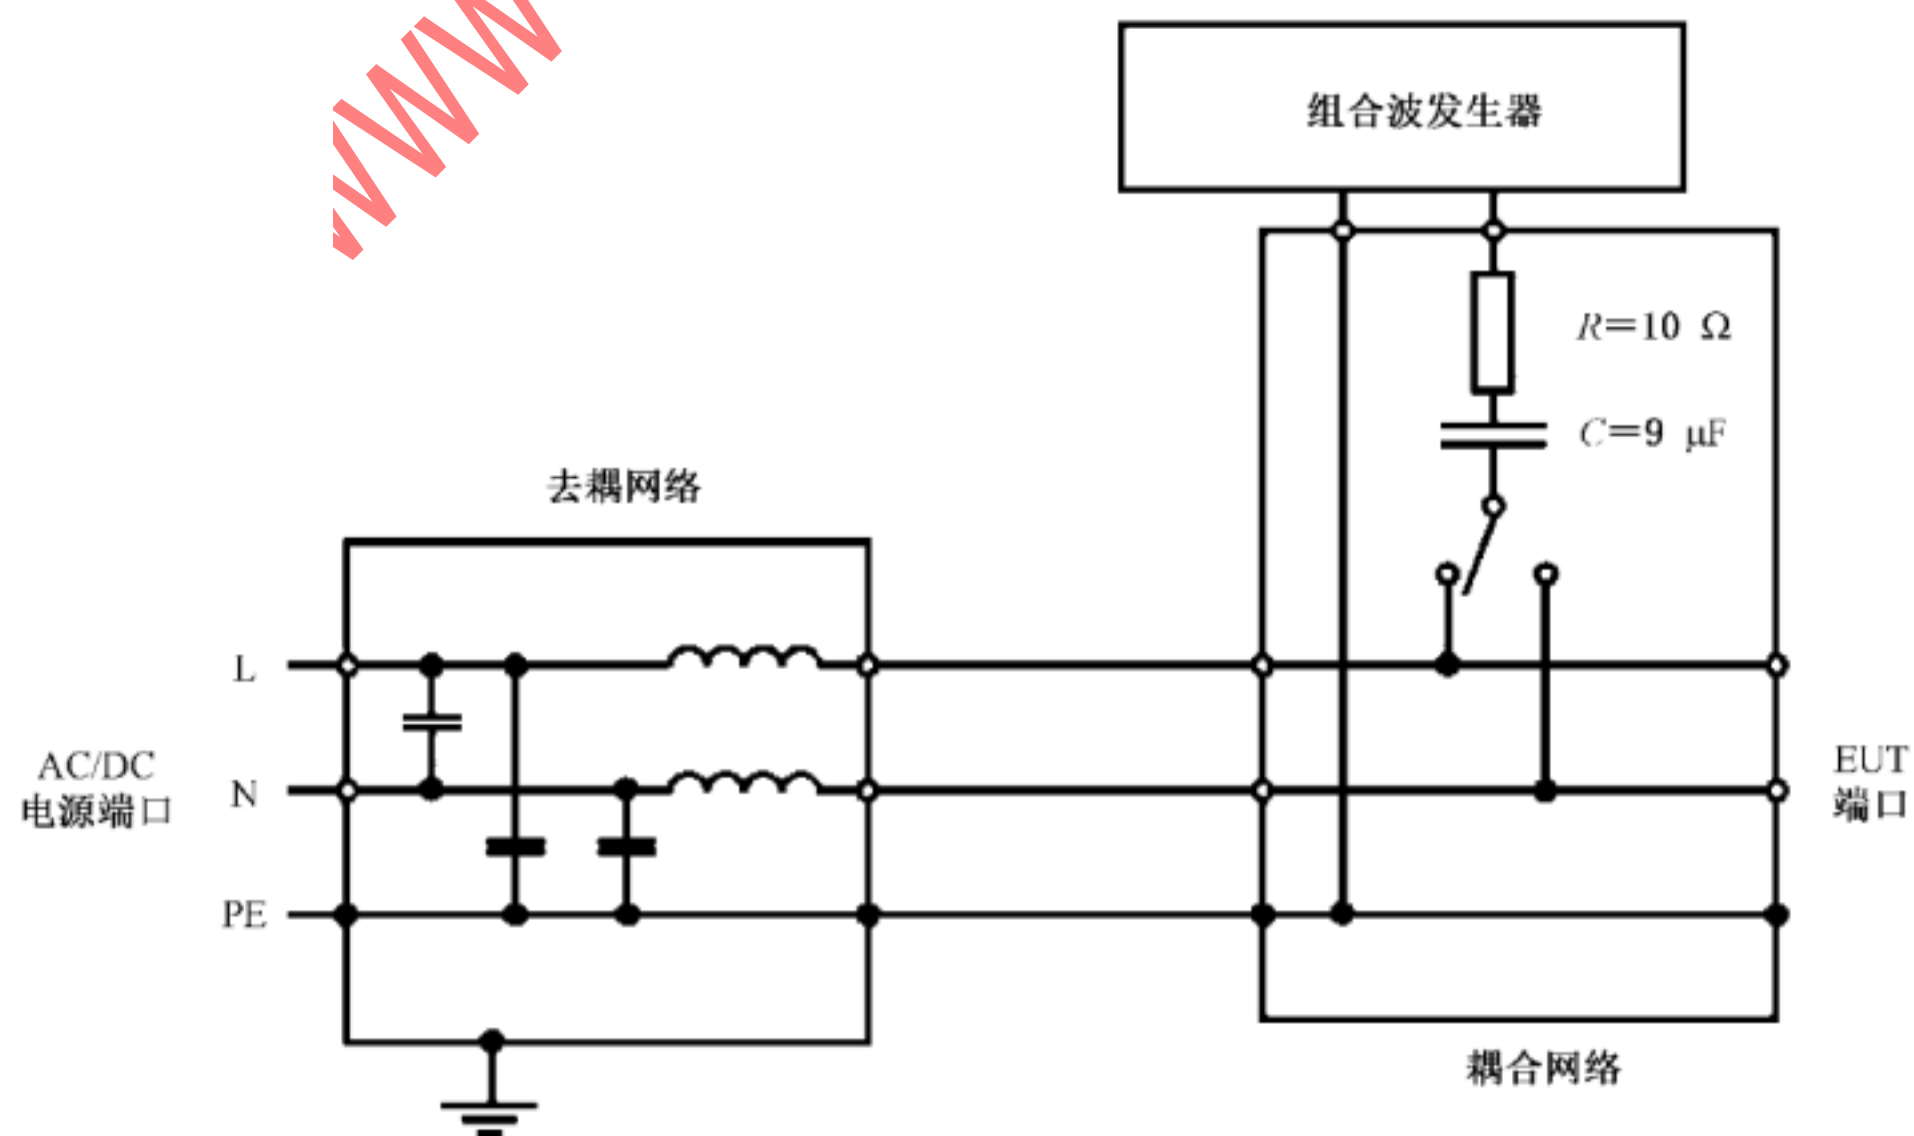 WWW
组合波发生器
R=10 Ω
C=9 μF
去耦网络
L
AC/DC
电源端口
N
EUT
端口
PE
耦合网络